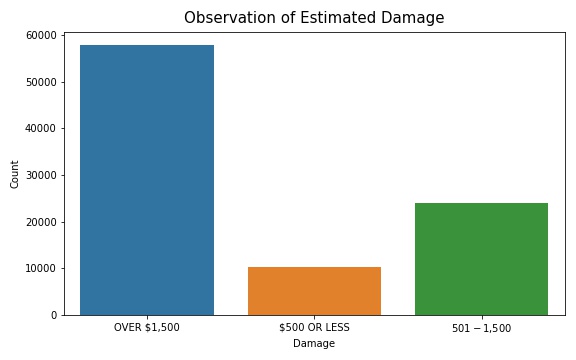 Observation of Estimated Damage
60000
50000
40000
30000
20000
10000
0
Count
OVER $1,500
$500 OR LESS
501 − 1,500
Damage